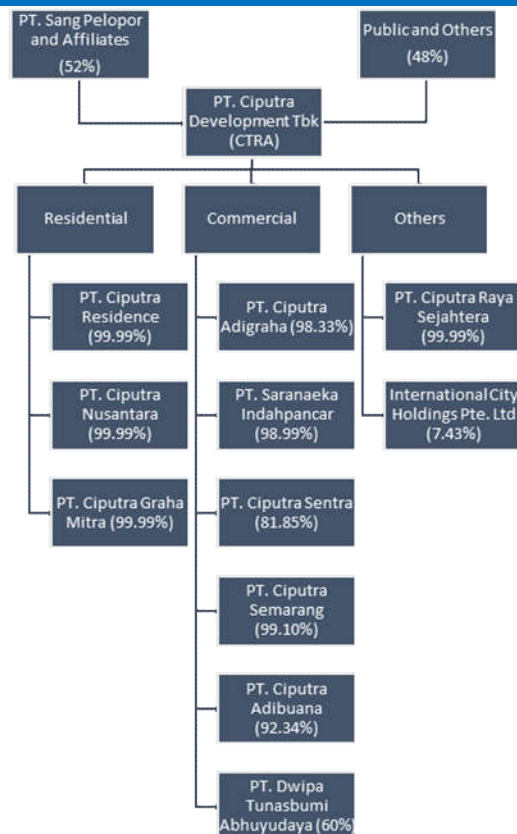 PT. Sang Pelopor
and Affiliates
(52%)
Public and Others
(48%)
PT. Ciputra
Development Tbk
(CTRA)
Residential
Commercial
Others
PT. Ciputra
Residence
(99.99%)
PT. Ciputra
Nusantara
(99.99%)
PT. Ciputra Graha
Mitra (99.99%)
PT. Ciputra
Adigraha (98.33%)
PT. Saranaeka
Indahpancar
(98.99%)
PT. Ciputra Sentra
(81.85%)
PT. Ciputra
Semarang
(99.10%)
PT. Ciputra
Adibuana
(92.34%)
PT. Dwipa
Tunasbumi
Abhuyudaya (60%)
PT. Ciputra Raya
Sejahtera
(99.99%)
International City
Holdings Pte. Ltd
(7.43%)